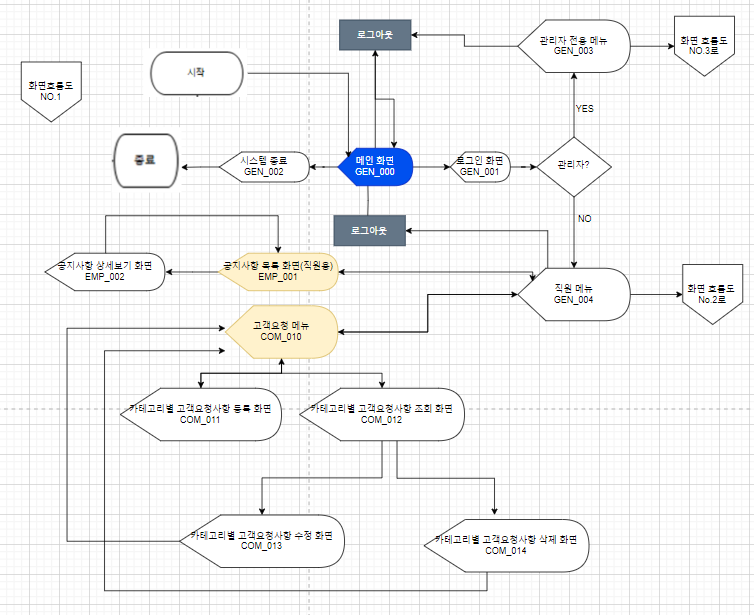 로그아웃
관리자 전용 메뉴
GEN_003
화면 흐름도
NO.3로
시작
화면흐름도
NO.1
YES
종료
시스템 종료
GEN_002
메인 화면
GEN_000
로그인 화면
GEN_001
관리자?
NO
로그아웃
공지사항 상세보기 화면
EMP_002
공지사항 목록 화면(직원용)
EMP_001
직원 메뉴
GEN_004
화면 흐름도
No.2로
고객요청 메뉴
COM_010
카테고리별 고객요청사항 등록 화면
COM_011
카테고리별 고객요청사항 조회 화면
COM_012
카테고리별 고객요청사항 수정 화면
COM_013
카테고리별 고객요청사항 삭제 화면
COM_014